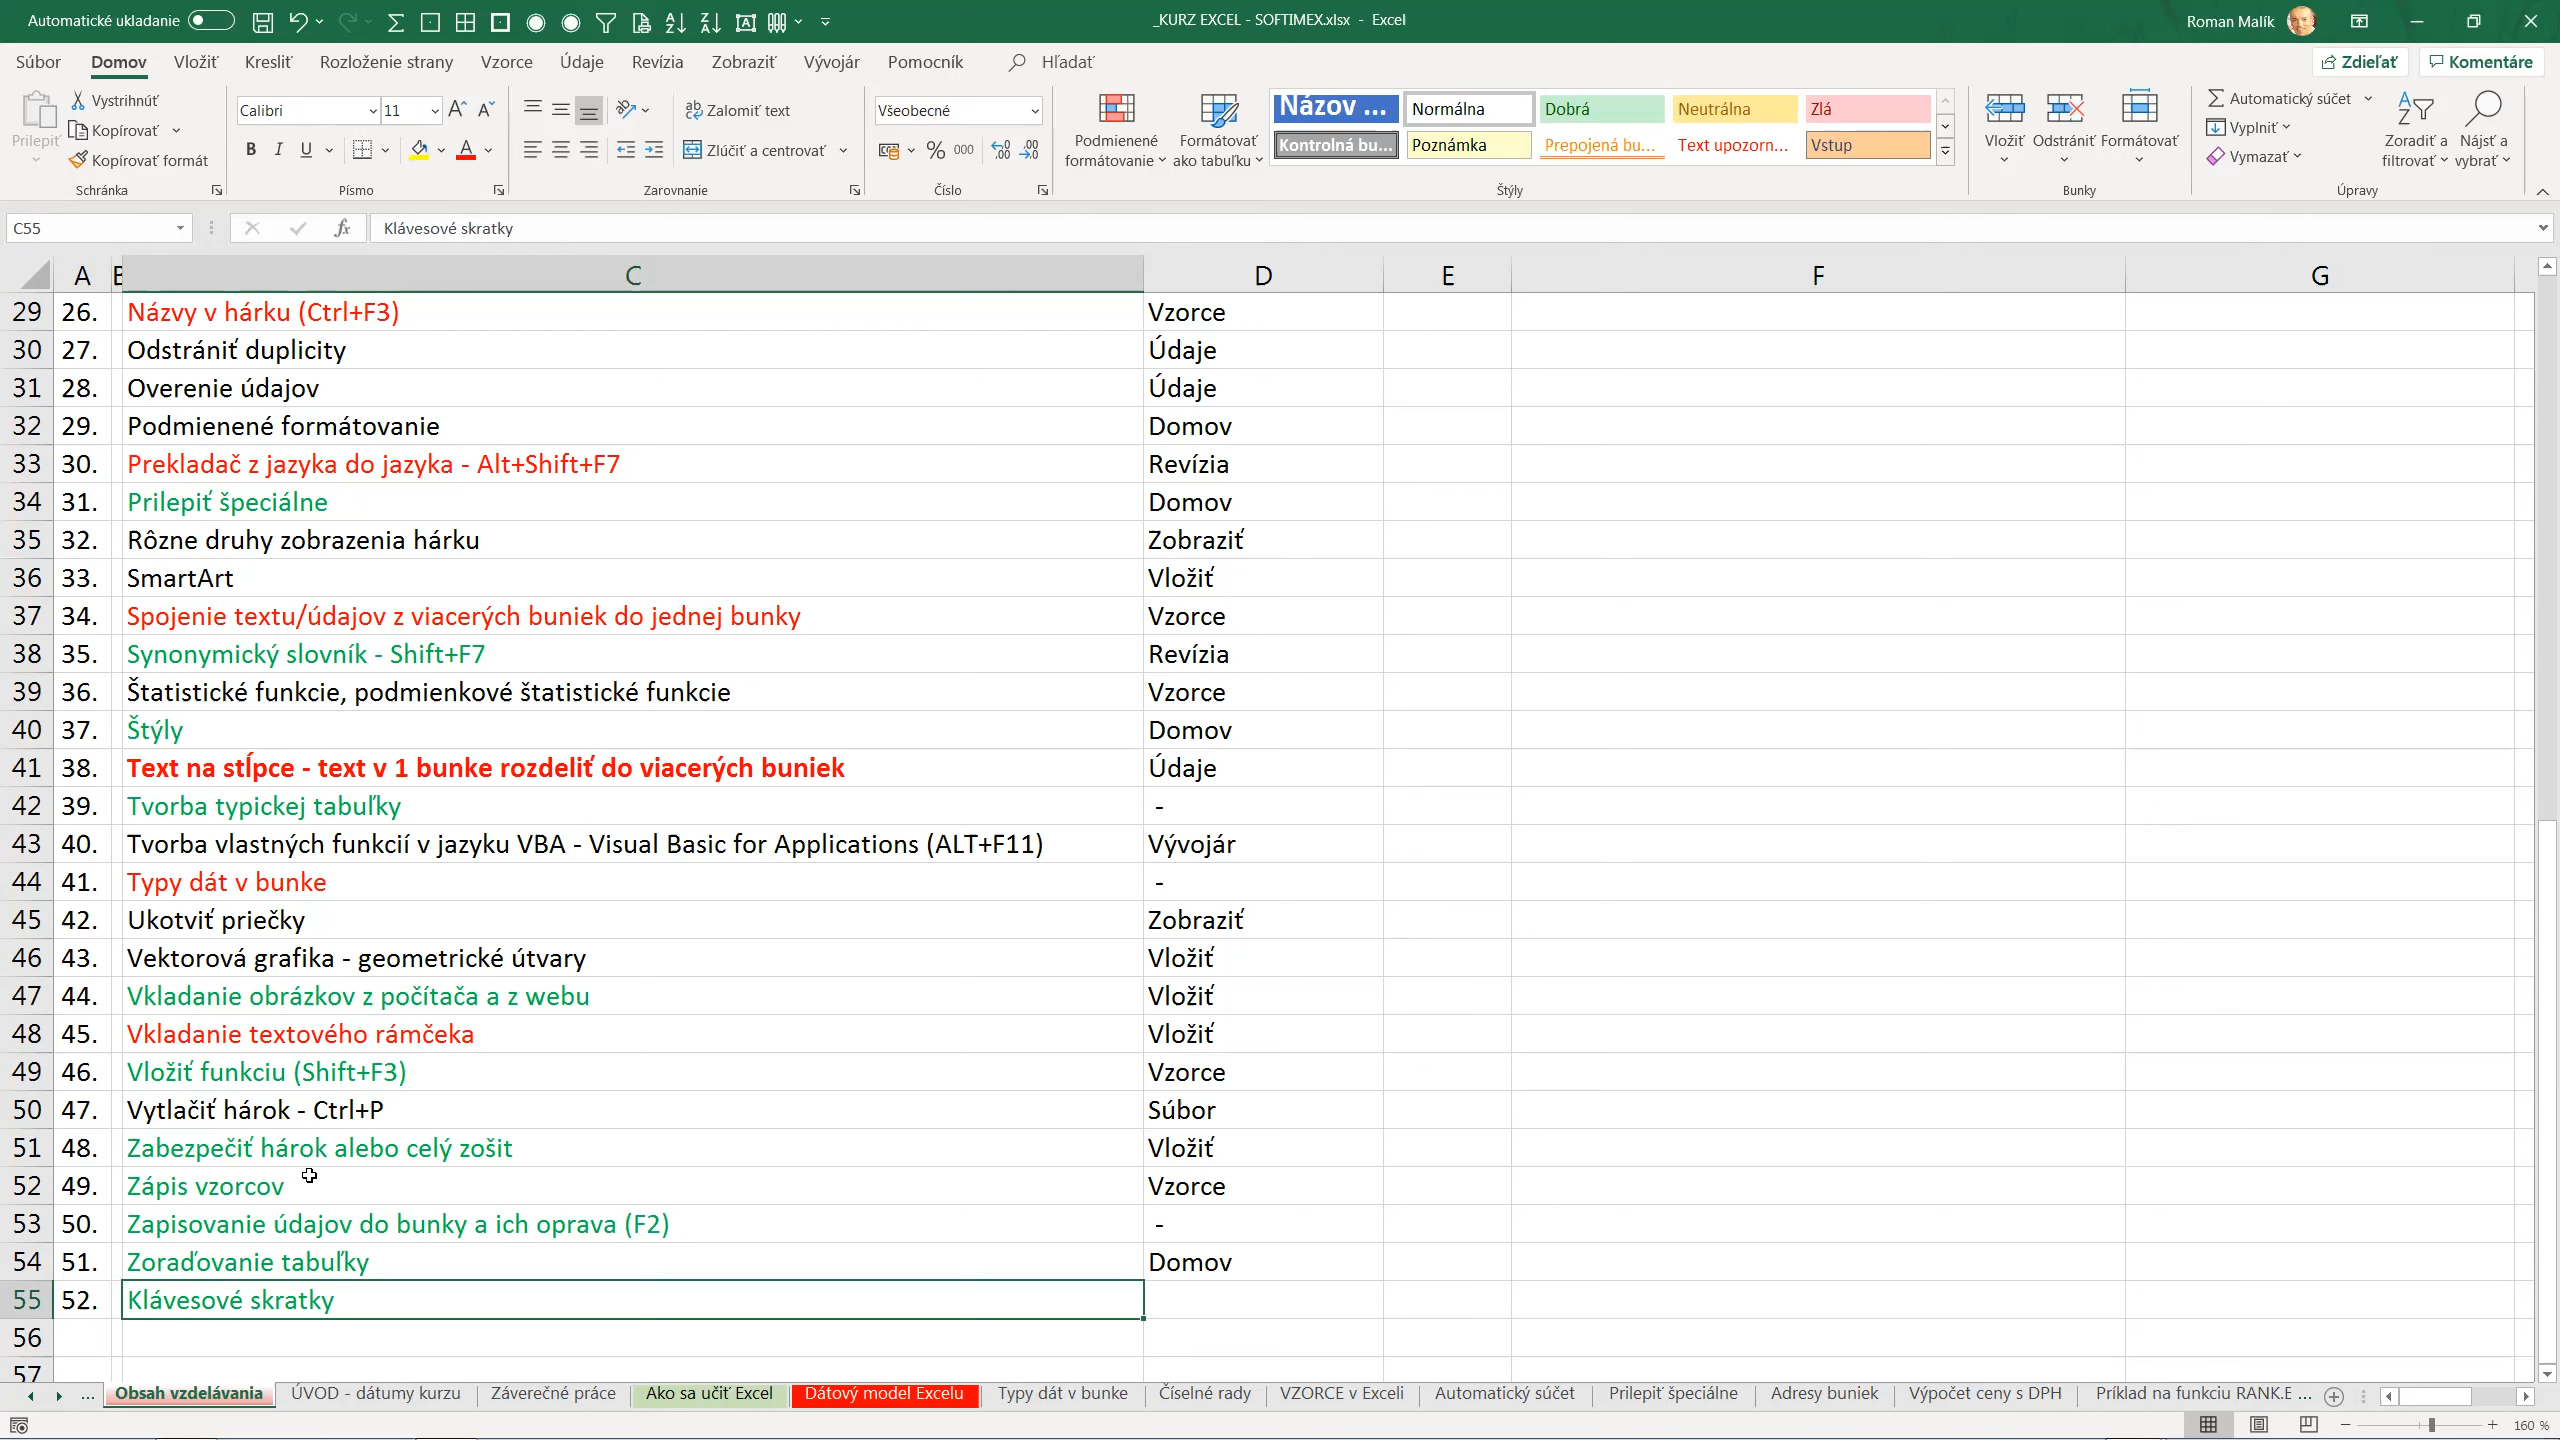 Automatické ukladanie
_KURZ EXCEL - SOFTIMEX.xlsx - Excel
Roman Malík
Súbor Domov Vložiť Kresliť Rozloženie strany Vzorce Údaje Revízia Zobraziť Vývojár Pomocník Hľadať
Zdieľať Komentáre
Prilepiť
Vystrihnúť
Kopírovať
Kopírovať formát
Schránka
Calibri 11
B I U
Písmo
Zalomiť text
Zlúčiť a centrovať
Zarovnanie
Všeobecné
% 000
Číslo
Podmienené formátovanie
Formátovať ako tabuľku
Názov ... Normálna Dobrá Neutrálna Zlá
Kontrolná bu... Poznámka Prepojená bu... Text upozorn... Vstup
Štýly
Vložiť Odstrániť Formátovať
Bunky
Automatický súčet
Vyplniť
Vymazať
Zoradiť a filtrovať
Nájsť a vybrať
Úpravy
C55 fx Klávesové skratky
A B C D E F G
29 26. Názvy v hárku (Ctrl+F3) Vzorce
30 27. Odstrániť duplicity Údaje
31 28. Overenie údajov Údaje
32 29. Podmienené formátovanie Domov
33 30. Prekladač z jazyka do jazyka - Alt+Shift+F7 Revízia
34 31. Prilepiť špeciálne Domov
35 32. Rôzne druhy zobrazenia hárku Zobraziť
36 33. SmartArt Vložiť
37 34. Spojenie textu/údajov z viacerých buniek do jednej bunky Vzorce
38 35. Synonymický slovník - Shift+F7 Revízia
39 36. Štatistické funkcie, podmienkové štatistické funkcie Vzorce
40 37. Štýly Domov
41 38. Text na stĺpce - text v 1 bunke rozdeliť do viacerých buniek Údaje
42 39. Tvorba typickej tabuľky -
43 40. Tvorba vlastných funkcií v jazyku VBA - Visual Basic for Applications (ALT+F11) Vývojár
44 41. Typy dát v bunke -
45 42. Ukotviť priečky Zobraziť
46 43. Vektorová grafika - geometrické útvary Vložiť
47 44. Vkladanie obrázkov z počítača a z webu Vložiť
48 45. Vkladanie textového rámčeka Vložiť
49 46. Vložiť funkciu (Shift+F3) Vzorce
50 47. Vytlačiť hárok - Ctrl+P Súbor
51 48. Zabezpečiť hárok alebo celý zošit Vložiť
52 49. Zápis vzorcov Vzorce
53 50. Zapisovanie údajov do bunky a ich oprava (F2) -
54 51. Zoraďovanie tabuľky Domov
55 52. Klávesové skratky
56
57
... Obsah vzdelávania ÚVOD - dátumy kurzu Záverečné práce Ako sa učiť Excel Dátový model Excelu Typy dát v bunke Číselné rady VZORCE v Exceli Automatický súčet Prilepiť špeciálne Adresy buniek Výpočet ceny s DPH Príklad na funkciu RANK.E ...
160 %